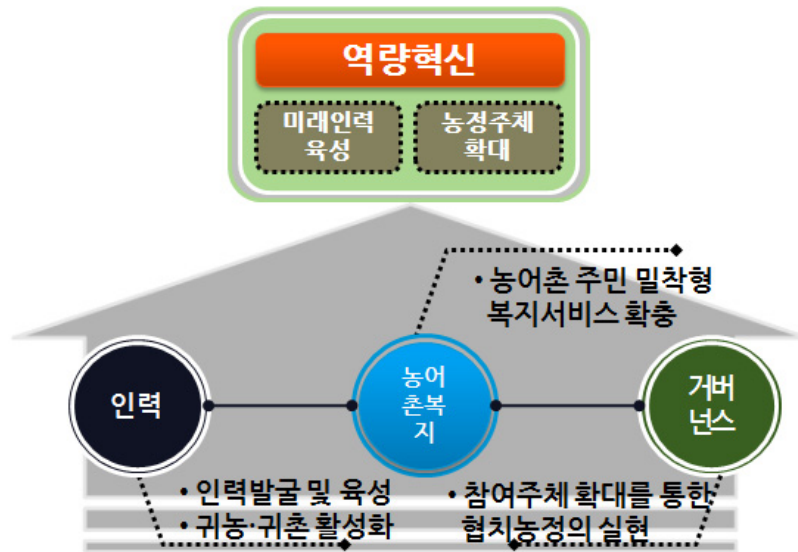 역량혁신
미래인력
육성
농정주체
확대
• 농어촌 주민 밀착형
복지서비스 확충
인력
농어
촌복
지
거버
넌스
• 인력발굴 및 육성
• 귀농·귀촌 활성화
• 참여주체 확대를 통한
협치농정의 실현